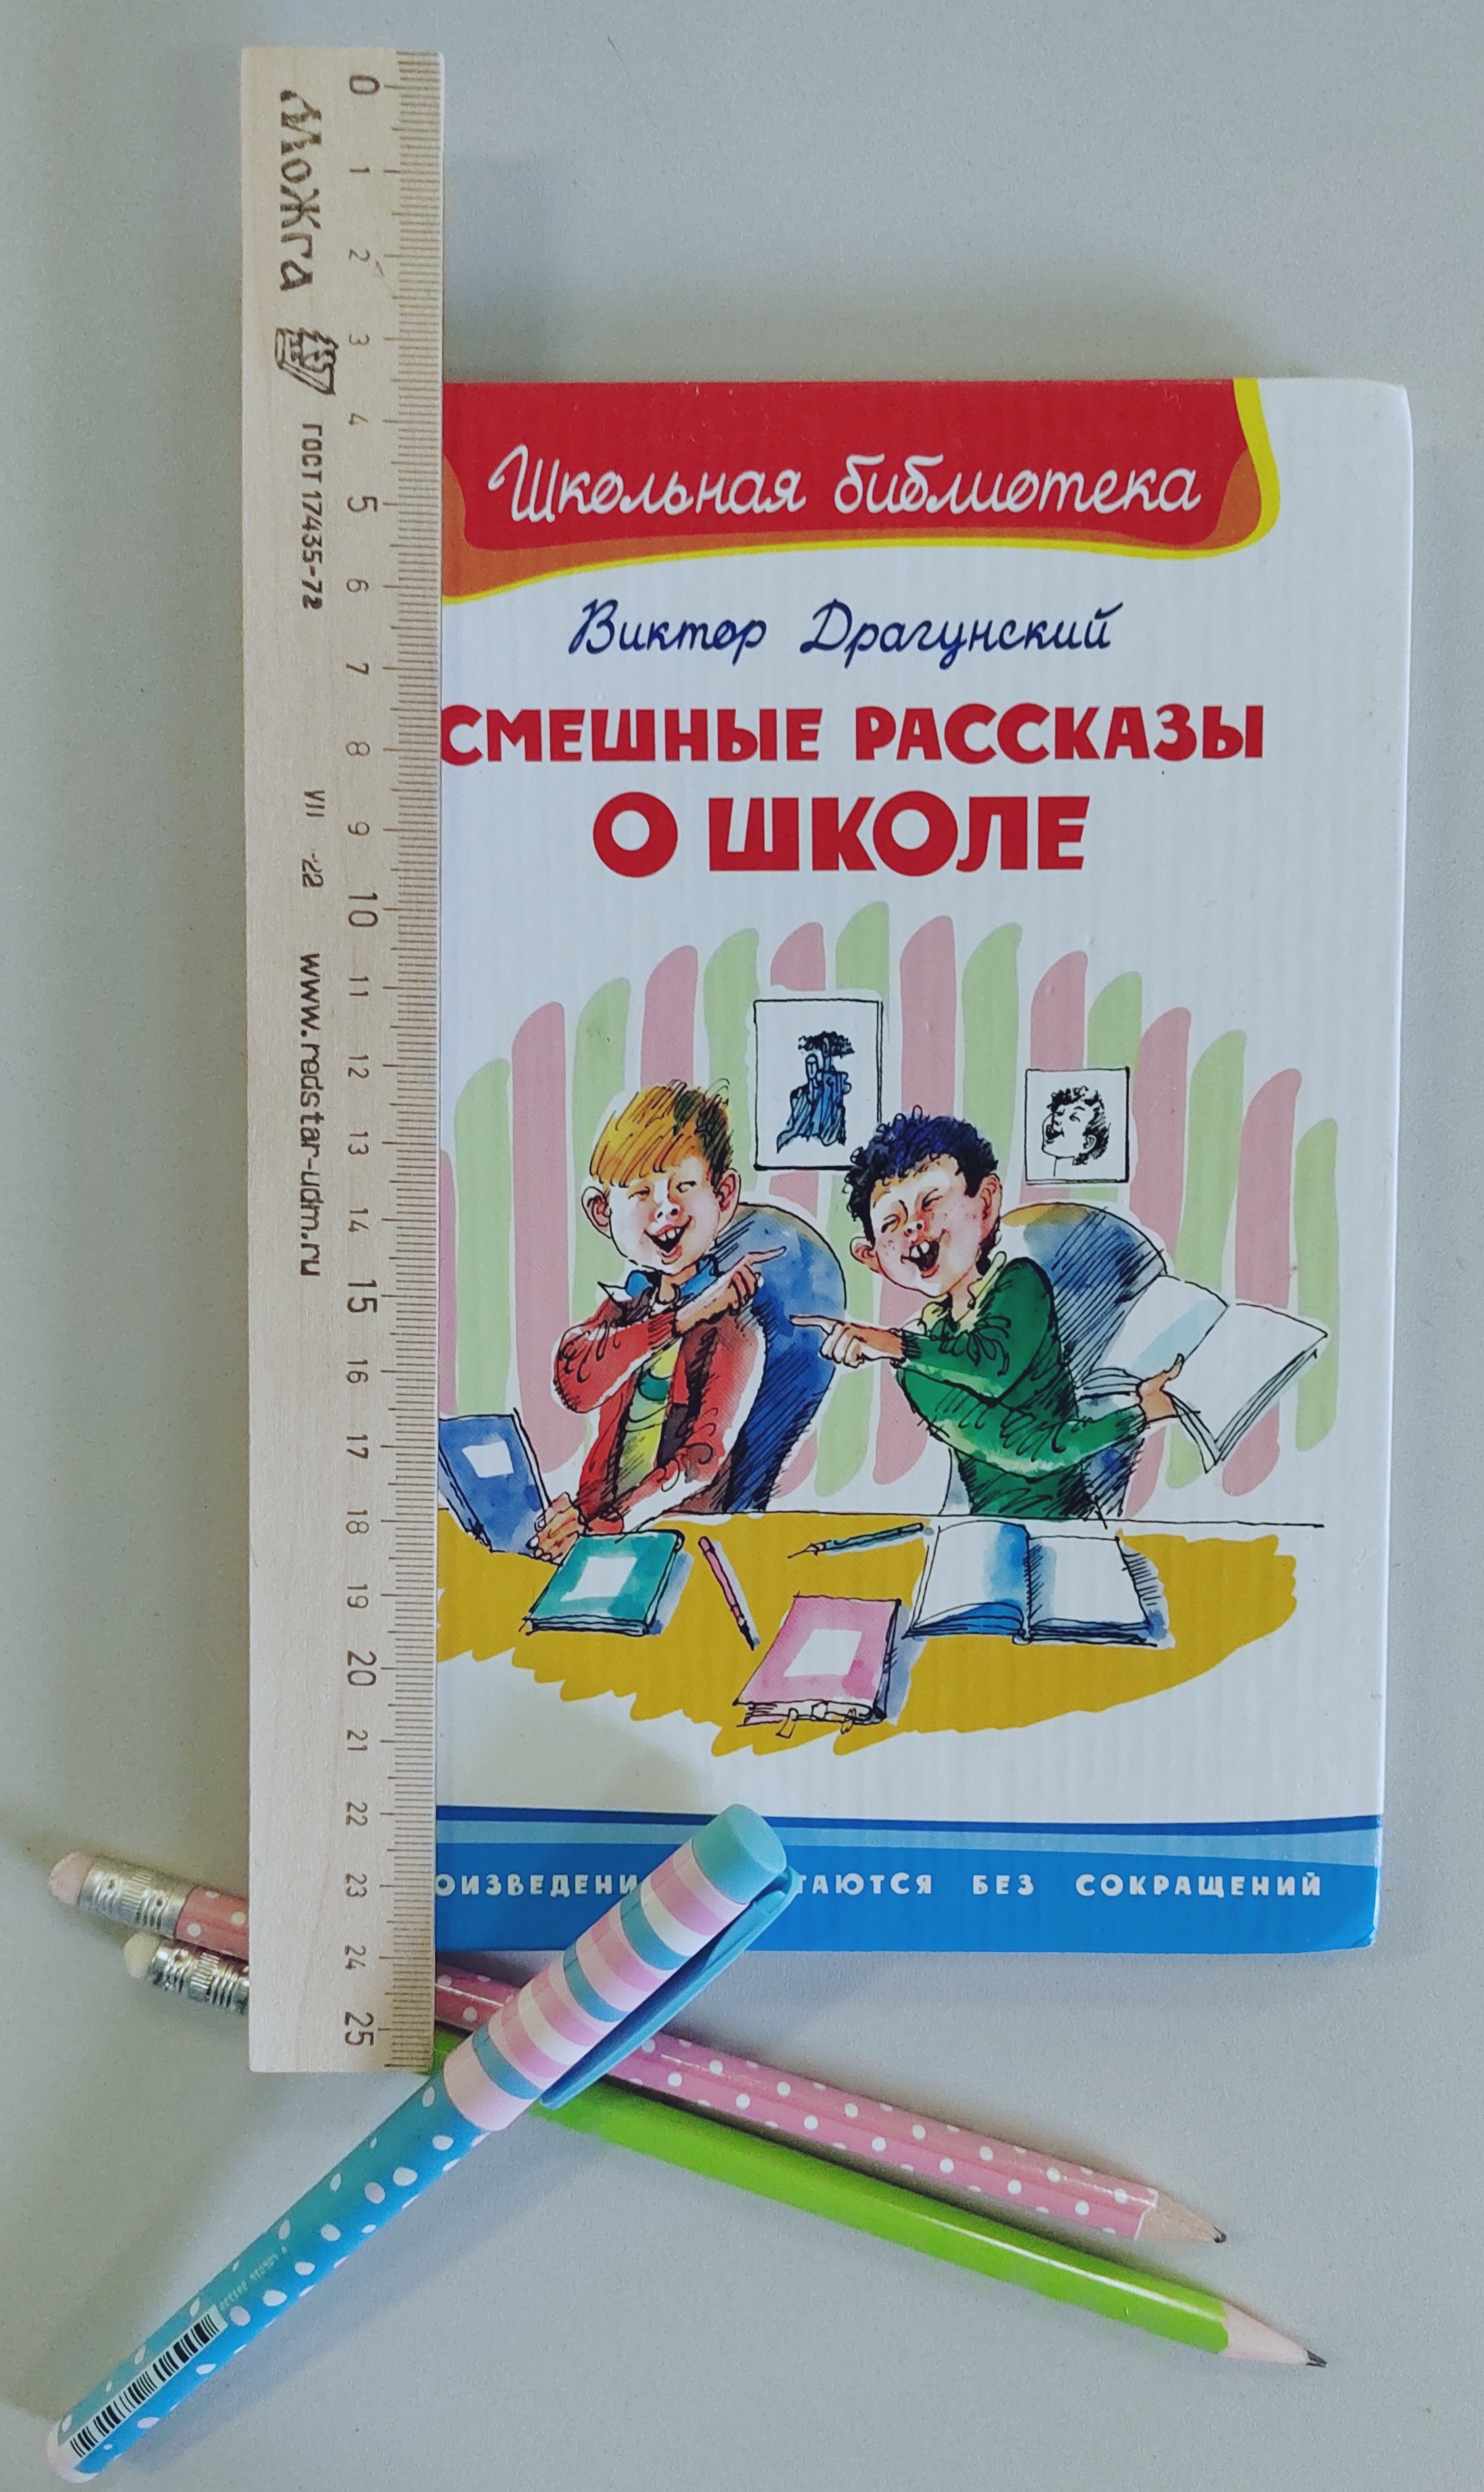 Можга
ГОСТ 17435-72
VII -22
www.redstar-udm.ru
0 1 2 3 4 5 6 7 8 9 10 11 12 13 14 15 16 17 18 19 20 21 22 23 24 25
Школьная библиотека
Виктор Драгунский
СМЕШНЫЕ РАССКАЗЫ
О ШКОЛЕ
ОИЗВЕДЕНИ ТАЮТСЯ БЕЗ СОКРАЩЕНИЙ